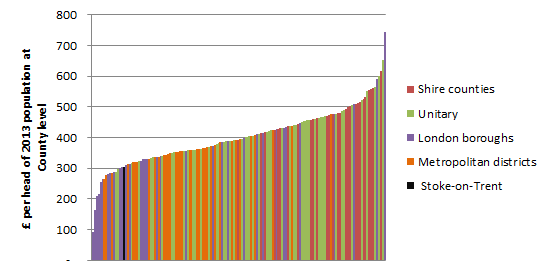 £ per head of 2013 population at
County level
800
700
600
500
400
300
200
100
Shire counties
Unitary
London boroughs
Metropolitan districts
Stoke-on-Trent